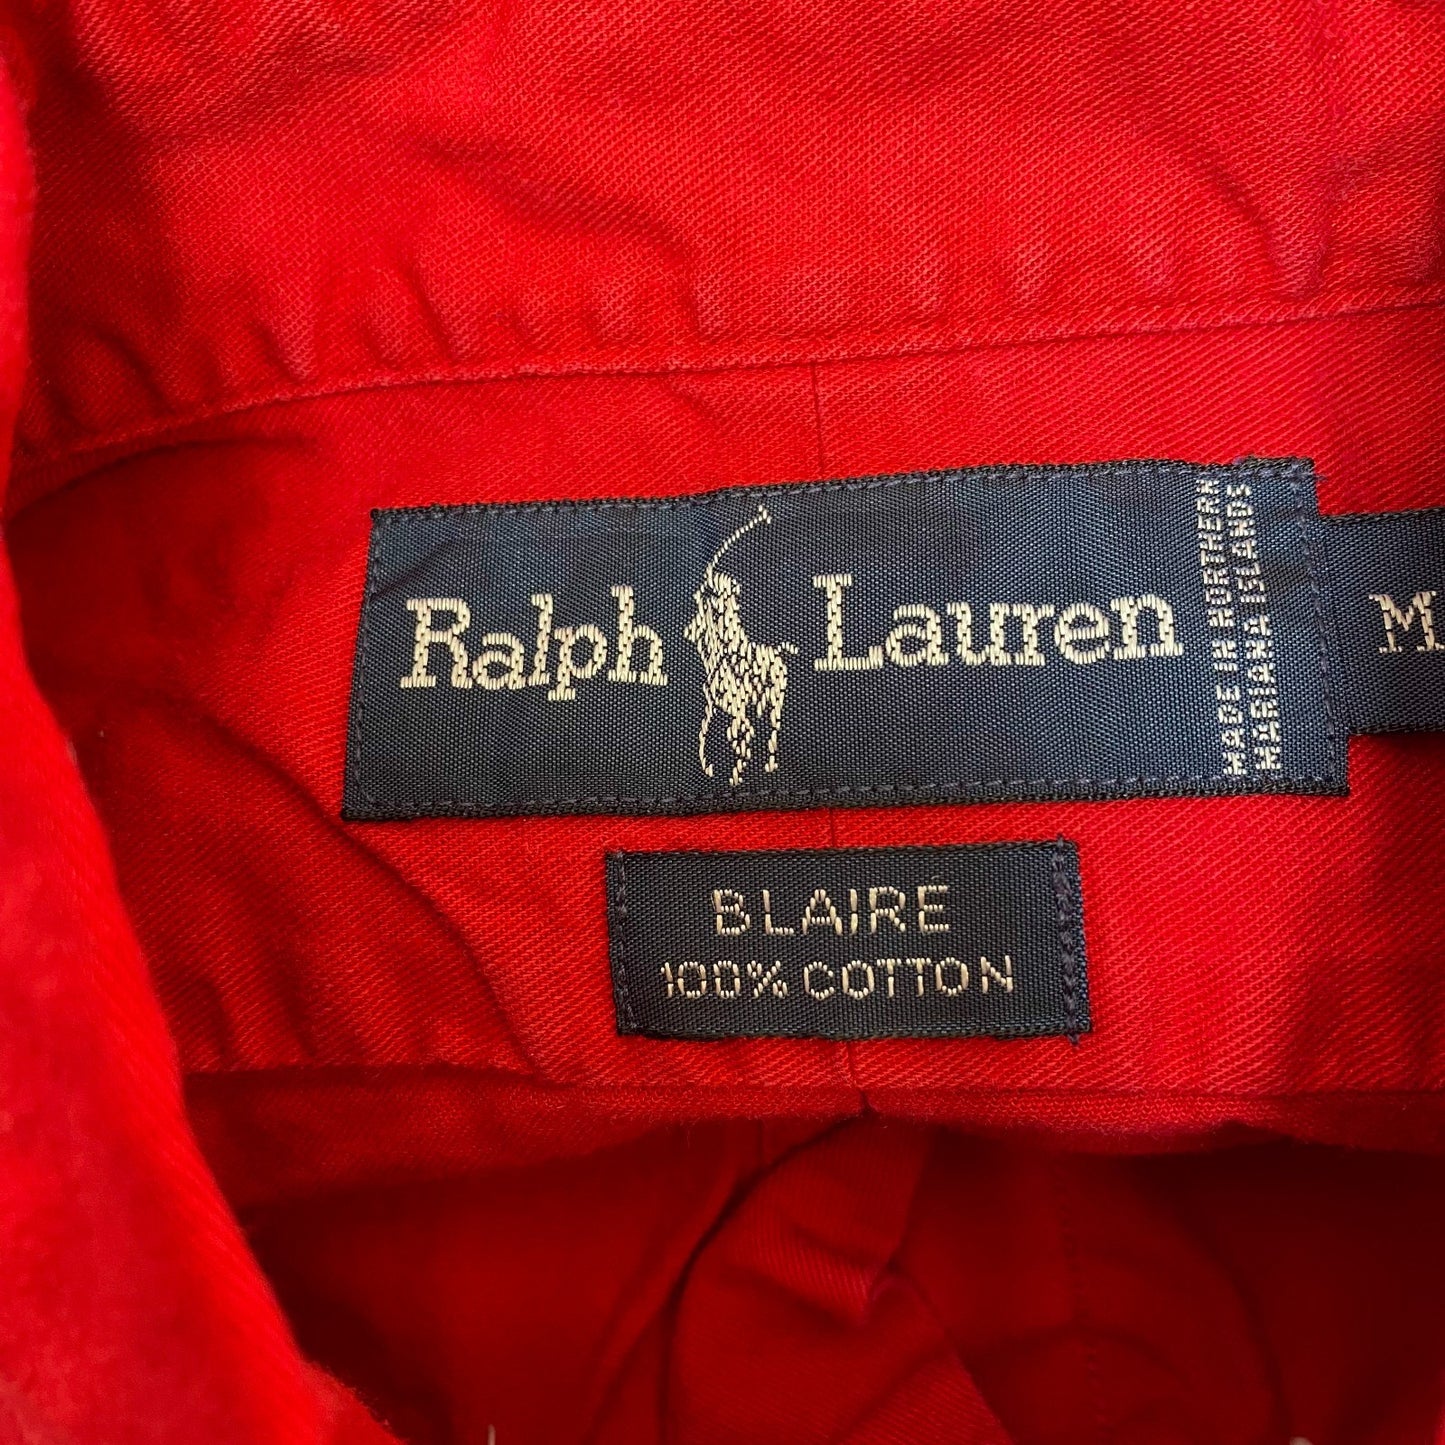 Ralph Lauren
MADE IN NORTHERN
MARIANA ISLANDS
M
BLAIRE
100% COTTON